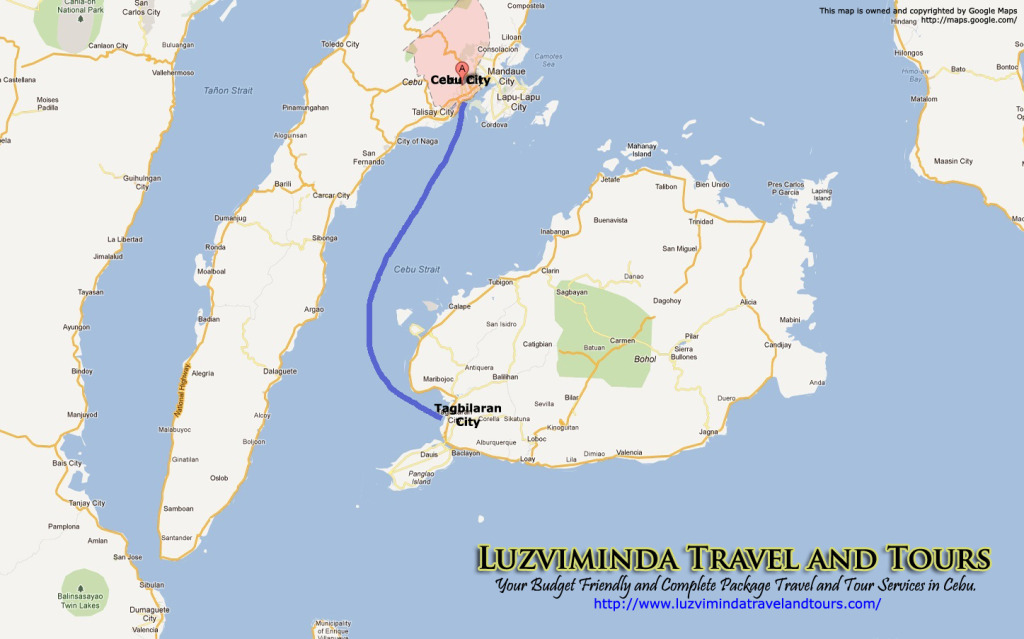 Canla-on
National Park
San
Carlos City
Compostela
This map is owned and copyrighted by Google Maps
http://maps.google.com/
Hindang
Canlaon City
Buluangan
Toledo City
Liloan
Consolacion
Camotes
Sea
Hilongos
Vallehermoso
Castellana
A
Cebu
Cebu City
Mandaue
City
Himo-an
Bay
Bato
Bontoc
Moises
Padilla
Tañon Strait
Pinamungahan
Talisay City
Lapu-Lapu
City
Matalom
Cordova
Aloguinsan
City of Naga
San
Fernando
Mahanay
Island
Maasin City
Guihulngan
City
Barili
Carcar City
Jetafe
Talibon
Bien Unido
Pres Carlos
P Garcia
Lapinig
Island
Dumanjug
Buenavista
Trinidad
La Libertad
Ronda
Sibonga
Inabanga
Jimalalud
San Miguel
Moalboal
Cebu Strait
Clarin
Danao
Tayasan
Tubigon
Sagbayan
Dagohoy
Alicia
Badian
Argao
Calape
Ayungon
San Isidro
Mabini
Catigbian
Carmen
Pilar
Batuan
Sierra
Bullones
Candijay
Bohol
Bindoy
Alegria
Dalaguete
Antiquera
Maribojoc
Balilihan
Anda
National Highway
Manjuyod
Alcoy
Tagbilaran
City
Sevilla
Bilar
Duero
Malabuyoc
Corella
Sikatuna
Kinoguitan
Boljoon
Alburquerque
Loboc
Jagna
Bais City
Ginatilan
Dauis
Baclayon
Loay
Lila
Dimiao
Valencia
Oslob
Panglao
Island
Tanjay City
Samboan
Pamplona
Amlan
Santander
San Jose
LUZVIMINDA TRAVEL AND TOURS
Your Budget Friendly and Complete Package Travel and Tour Services in Cebu.
http://www.luzvimindatravelandtours.com/
Sibulan
Balinsasayao
Twin Lakes
Dumaguete
City
Valencia
Municipality
of Enrique